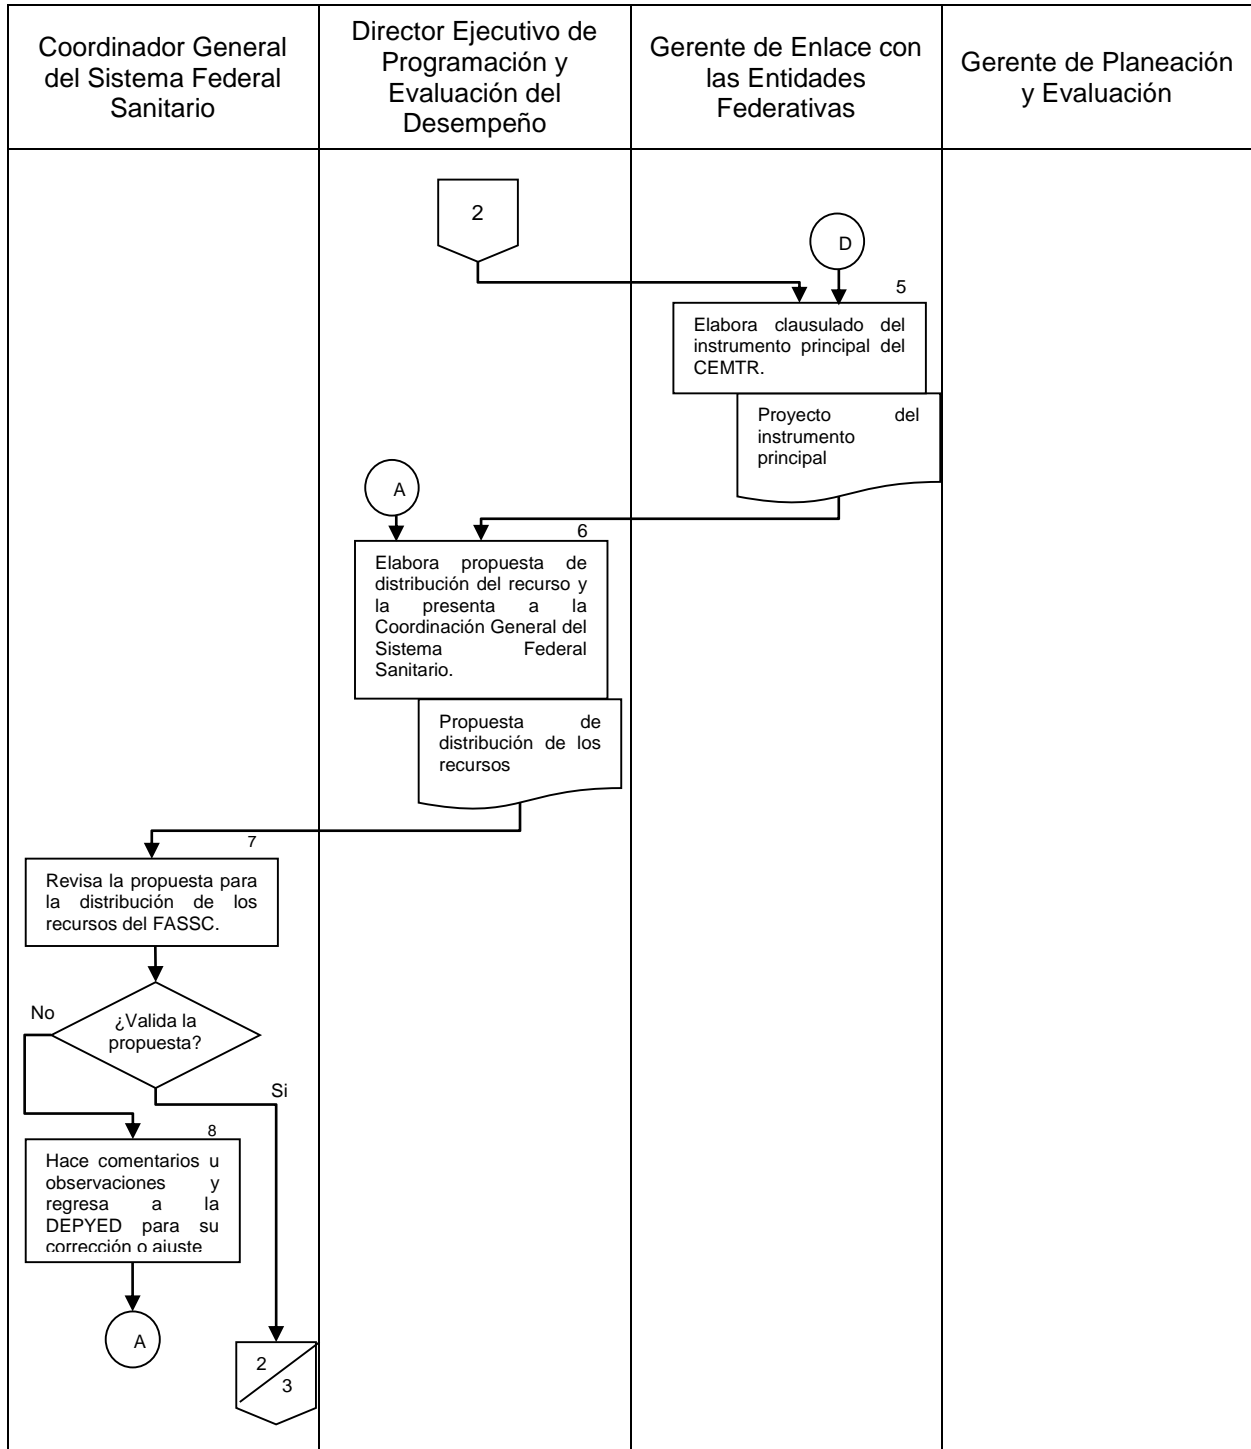 Coordinador General
del Sistema Federal
Sanitario
Director Ejecutivo de
Programación y
Evaluación del
Desempeño
Gerente de Enlace con
las Entidades
Federativas
Gerente de Planeación
y Evaluación
2
D
5
Elabora clausulado del
instrumento principal del
CEMTR.
Proyecto del
instrumento
principal
A
6
Elabora propuesta de
distribución del recurso y
la presenta a la
Coordinación General del
Sistema Federal
Sanitario.
Propuesta de
distribución de los
recursos
7
Revisa la propuesta para
la distribución de los
recursos del FASSC.
No
¿Valida la
propuesta?
Si
8
Hace comentarios u
observaciones y
regresa a la
DEPYED para su
corrección o ajuste
A
2
3